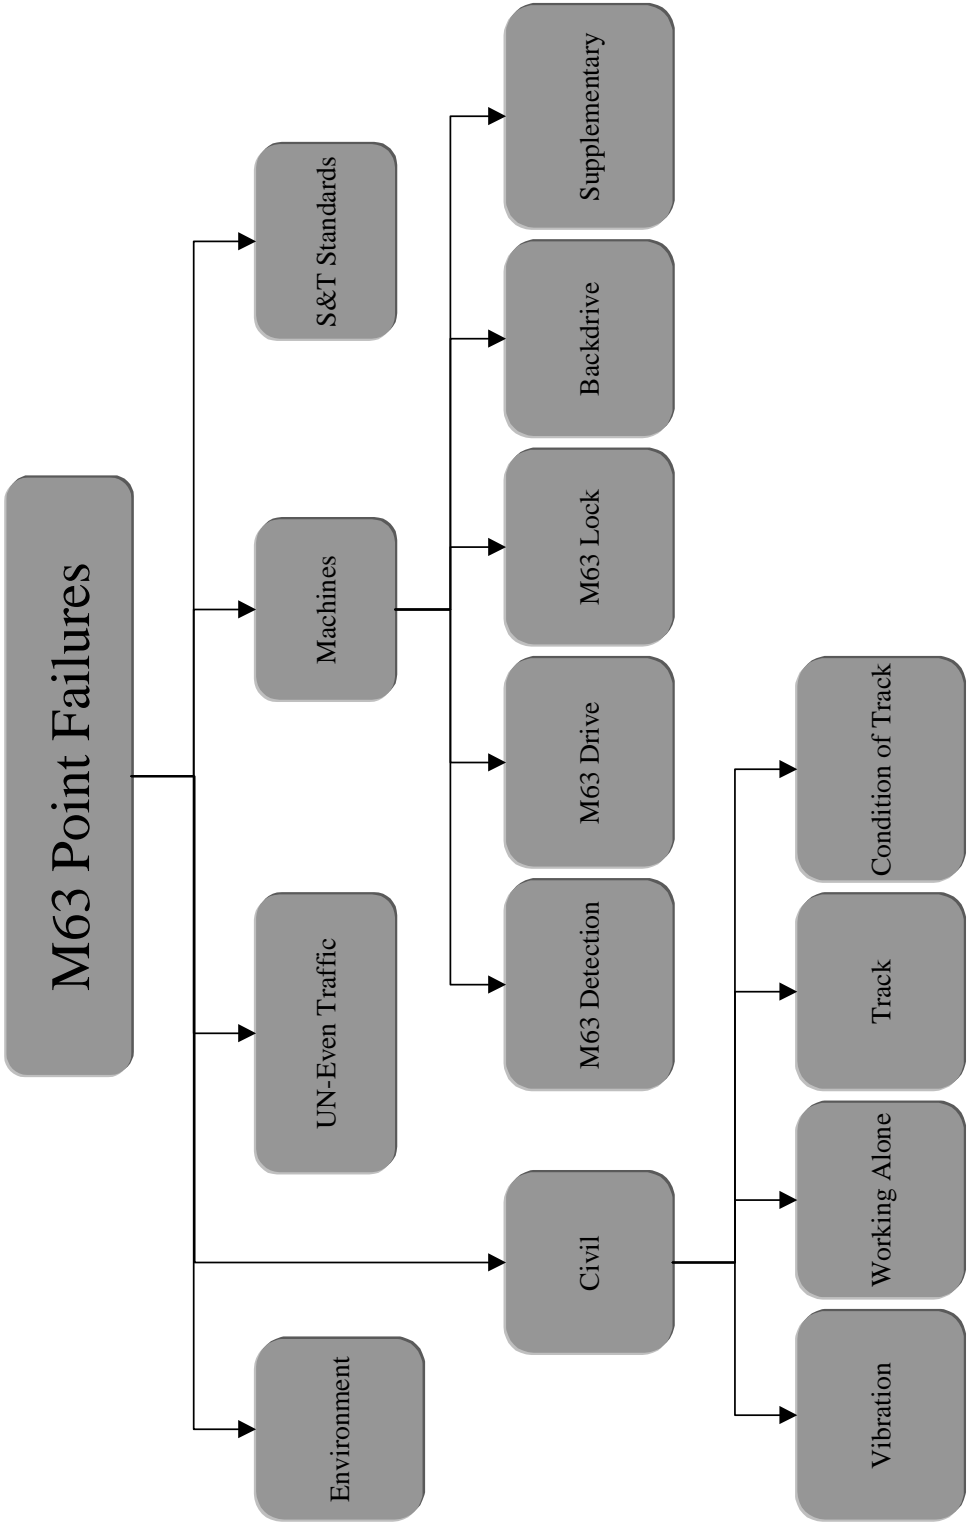 M63 Point Failures
Environment
UN-Even Traffic
Machines
S&T Standards
Civil
M63 Detection
M63 Drive
M63 Lock
Backdrive
Supplementary
Vibration
Working Alone
Track
Condition of Track